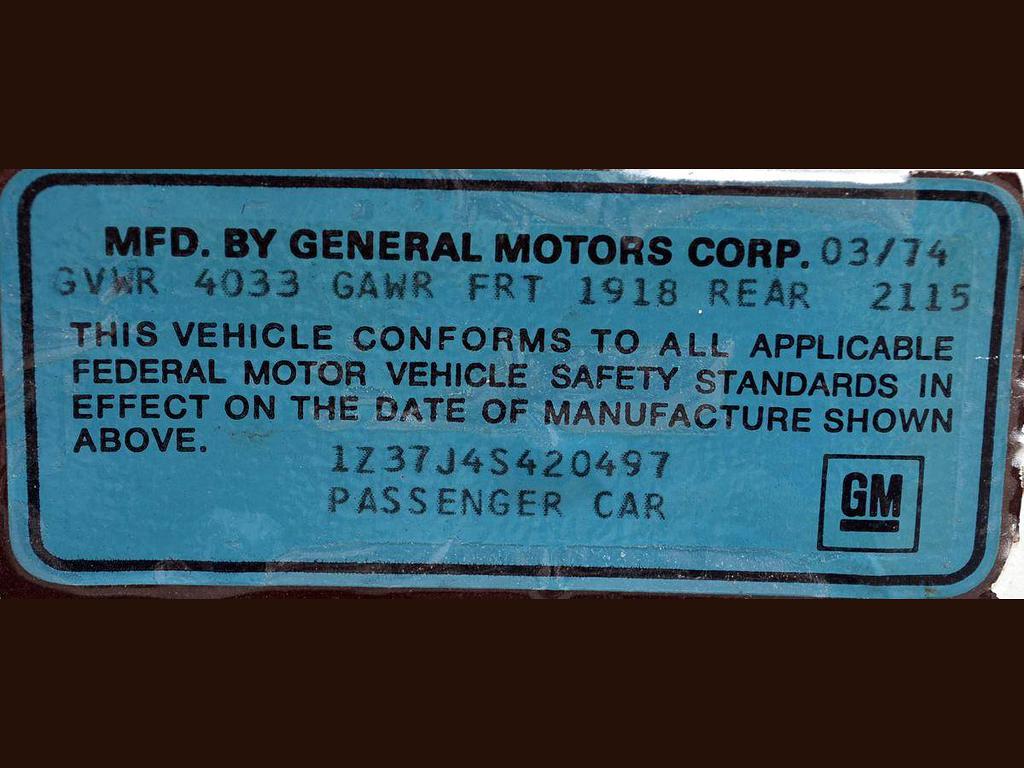 MFD. BY GENERAL MOTORS CORP. 03/74
GVWR 4033 GAWR FRT 1918 REAR 2115
THIS VEHICLE CONFORMS TO ALL APPLICABLE
FEDERAL MOTOR VEHICLE SAFETY STANDARDS IN
EFFECT ON THE DATE OF MANUFACTURE SHOWN
ABOVE.
1Z37J4S420497
PASSENGER CAR
GM